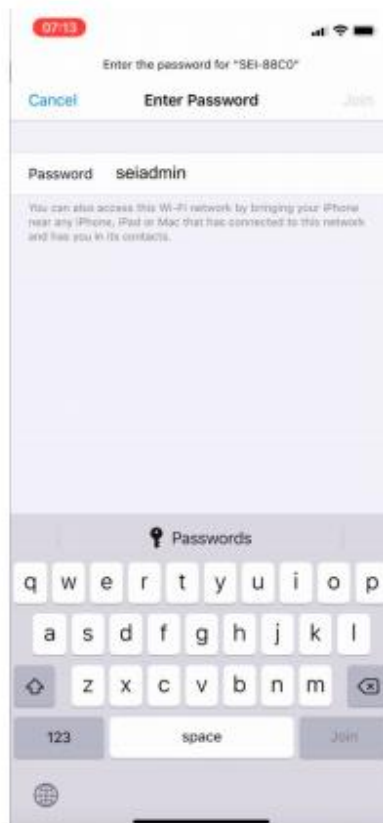 07:13
Enter the password for "SEI-88C0"
Cancel Enter Password Join
Password seiadmin
You can also access this Wi-Fi network by bringing your iPhone
near any iPhone, iPad or Mac that has connected to this network
and has you in its contacts.
Passwords
q w e r t y u i o p
a s d f g h j k l
z x c v b n m
123 space Join